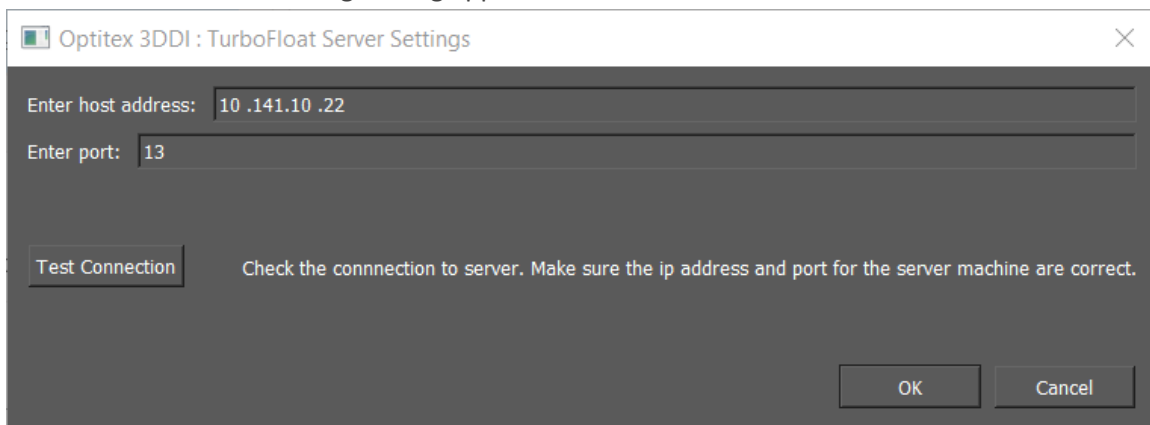 Optitex 3DDI : TurboFloat Server Settings
Enter host address: 10 .141.10 .22
Enter port: 13
Test Connection Check the connnection to server. Make sure the ip address and port for the server machine are correct.
OK Cancel